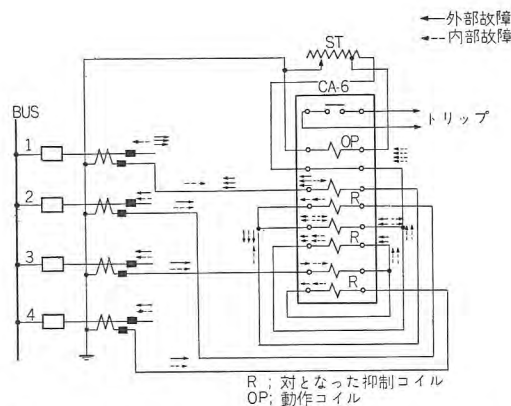 外部故障
内部故障
ST
CA-6
BUS
トリップ
OP
1
2
R
3
R
4
R
R ; 対となった抑制コイル
OP; 動作コイル